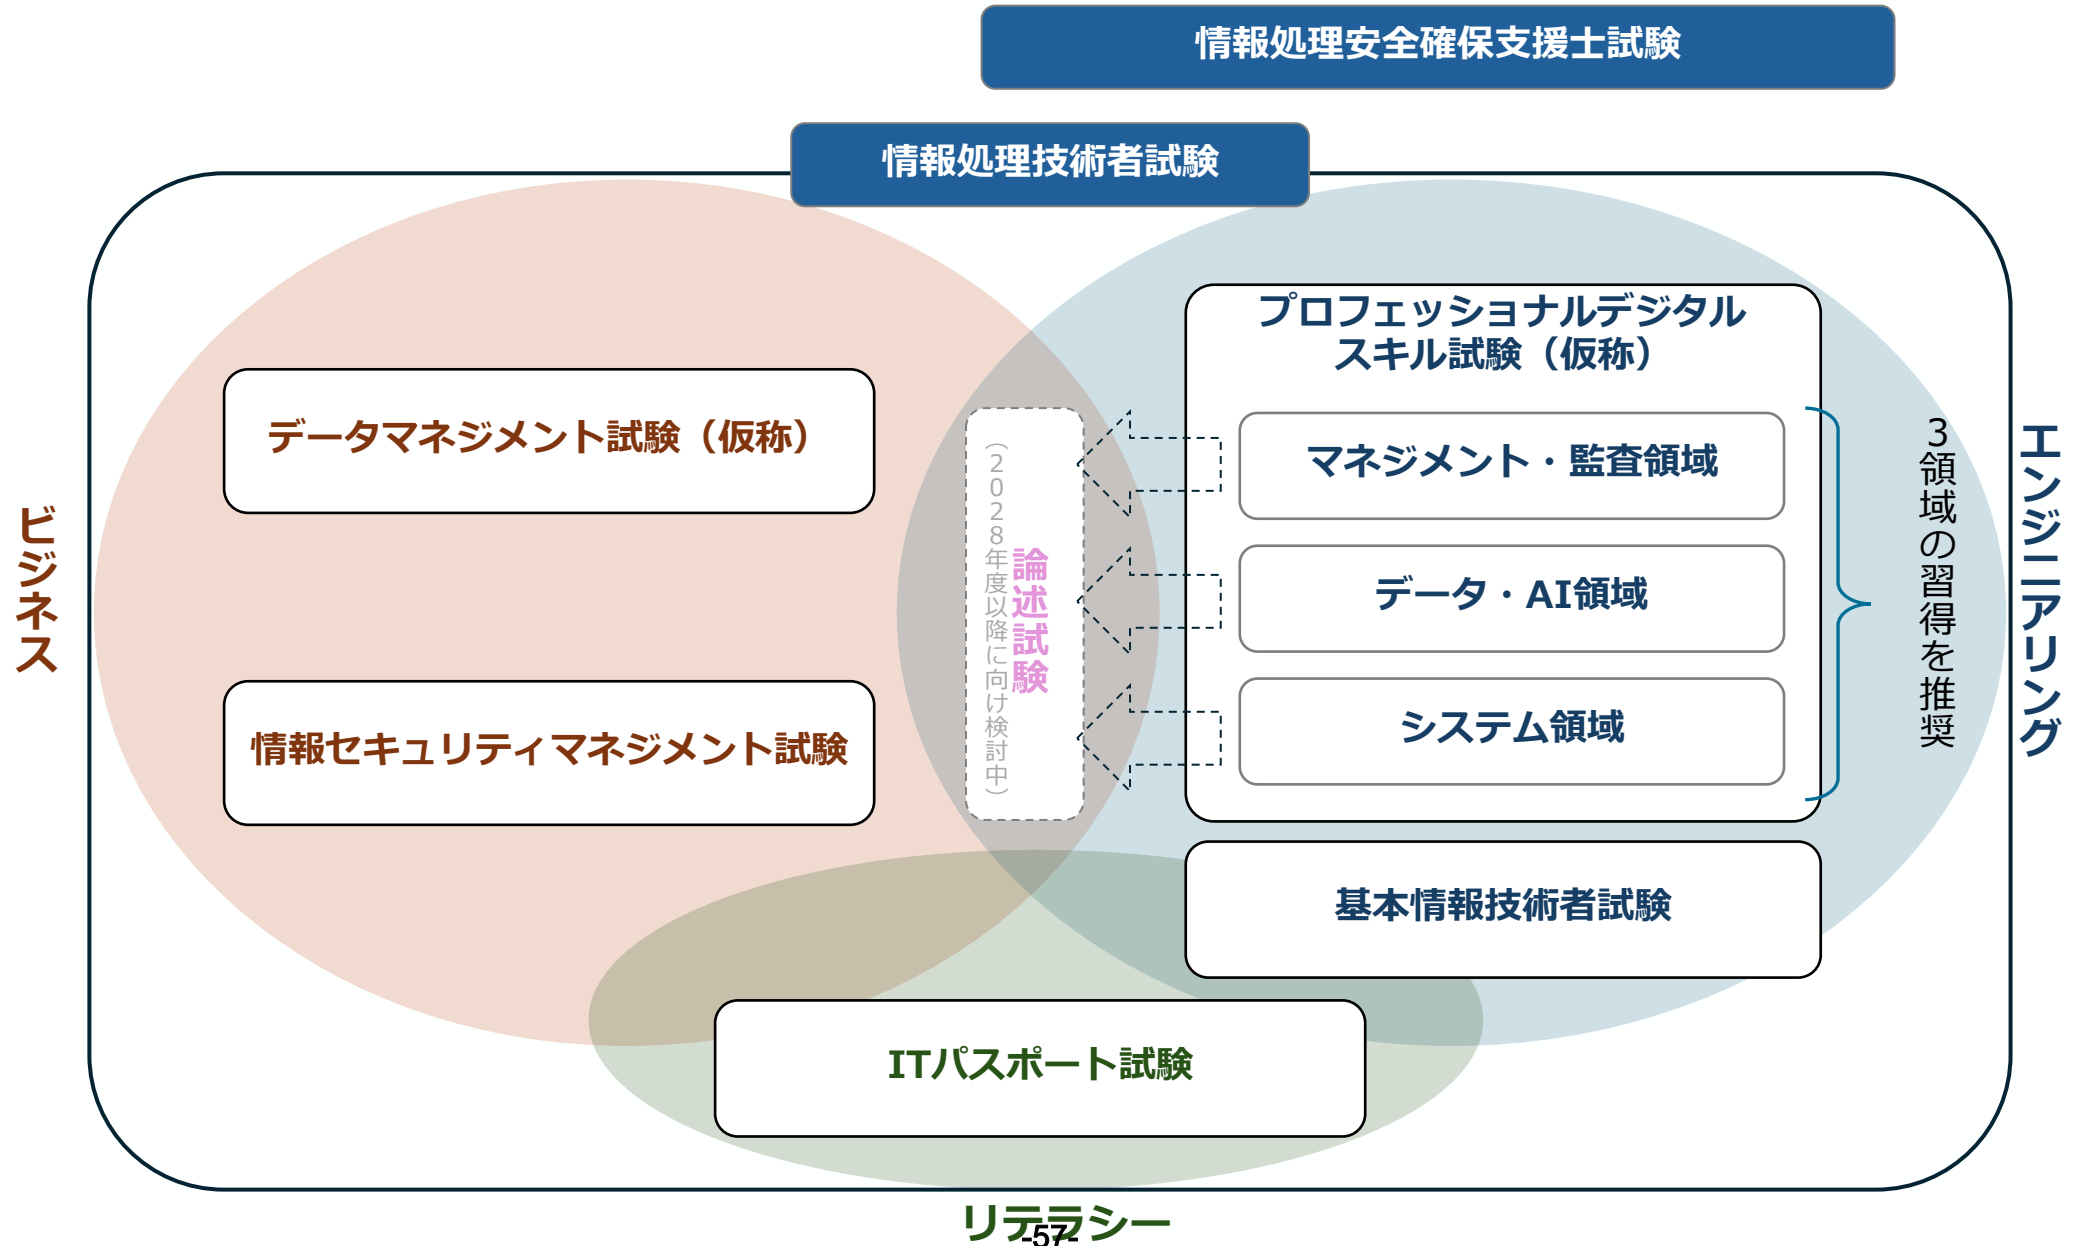 情報処理安全確保支援士試験
情報処理技術者試験
ビジネス
データマネジメント試験（仮称）
情報セキュリティマネジメント試験
論述試験
（2028年度以降に向け検討中）
プロフェッショナルデジタル
スキル試験（仮称）
マネジメント・監査領域
データ・AI領域
システム領域
3領域の習得を推奨
エンジニアリング
基本情報技術者試験
ITパスポート試験
リテラシー
-57-